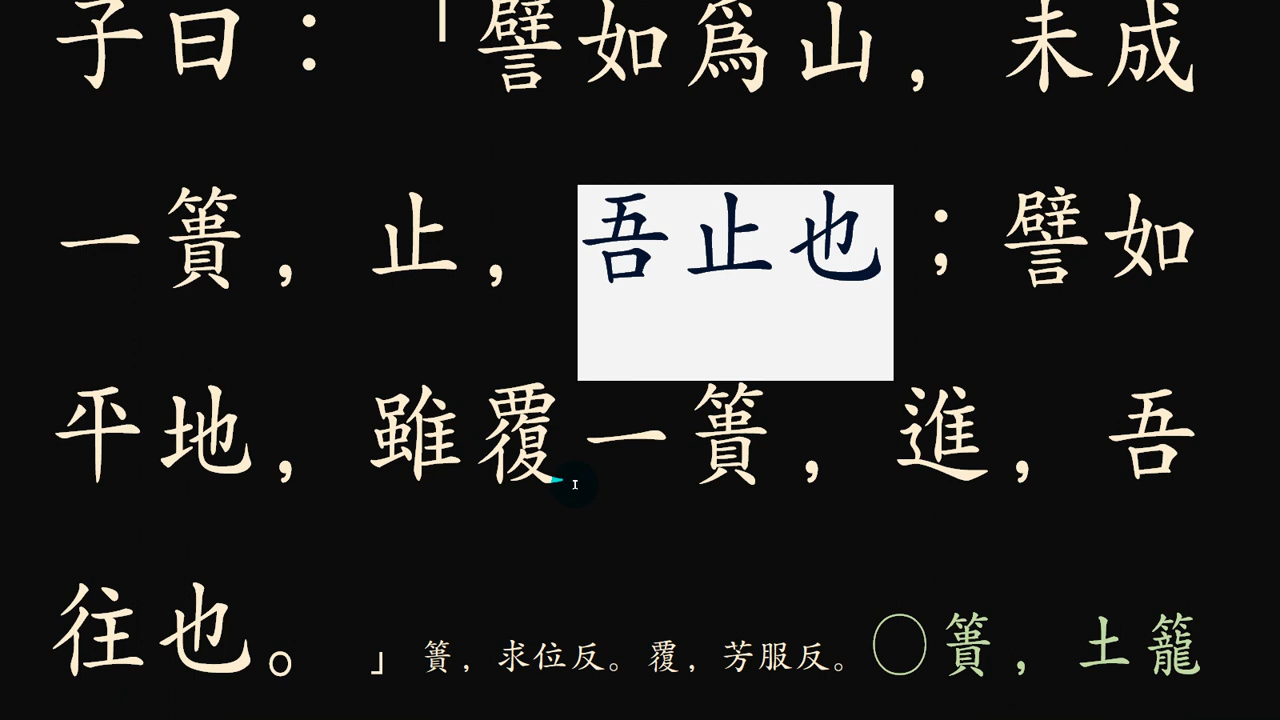 子曰：「譬如爲山，未成
一簣，止，吾止也；譬如
平地，雖覆一簣，進，吾
往也。」簣，求位反。覆，芳服反。○簣，土籠